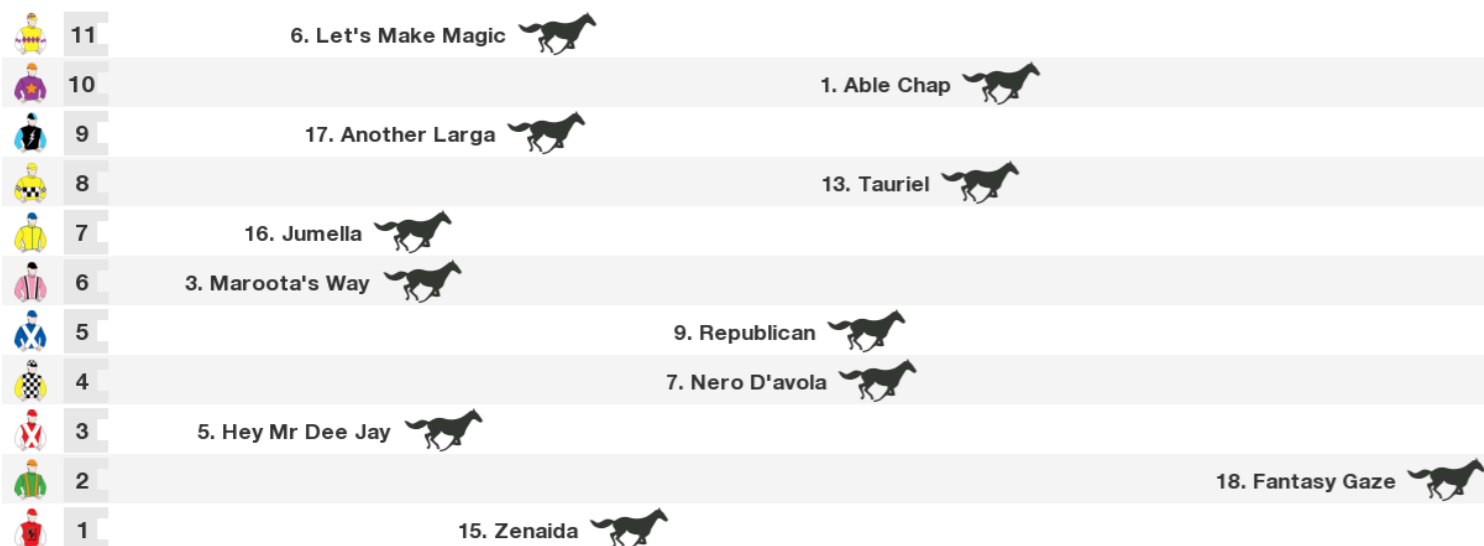 11 6. Let's Make Magic
10 1. Able Chap
9 17. Another Larga
8 13. Tauriel
7 16. Jumella
6 3. Maroota's Way
5 9. Republican
4 7. Nero D'avola
3 5. Hey Mr Dee Jay
2 18. Fantasy Gaze
1 15. Zenaida